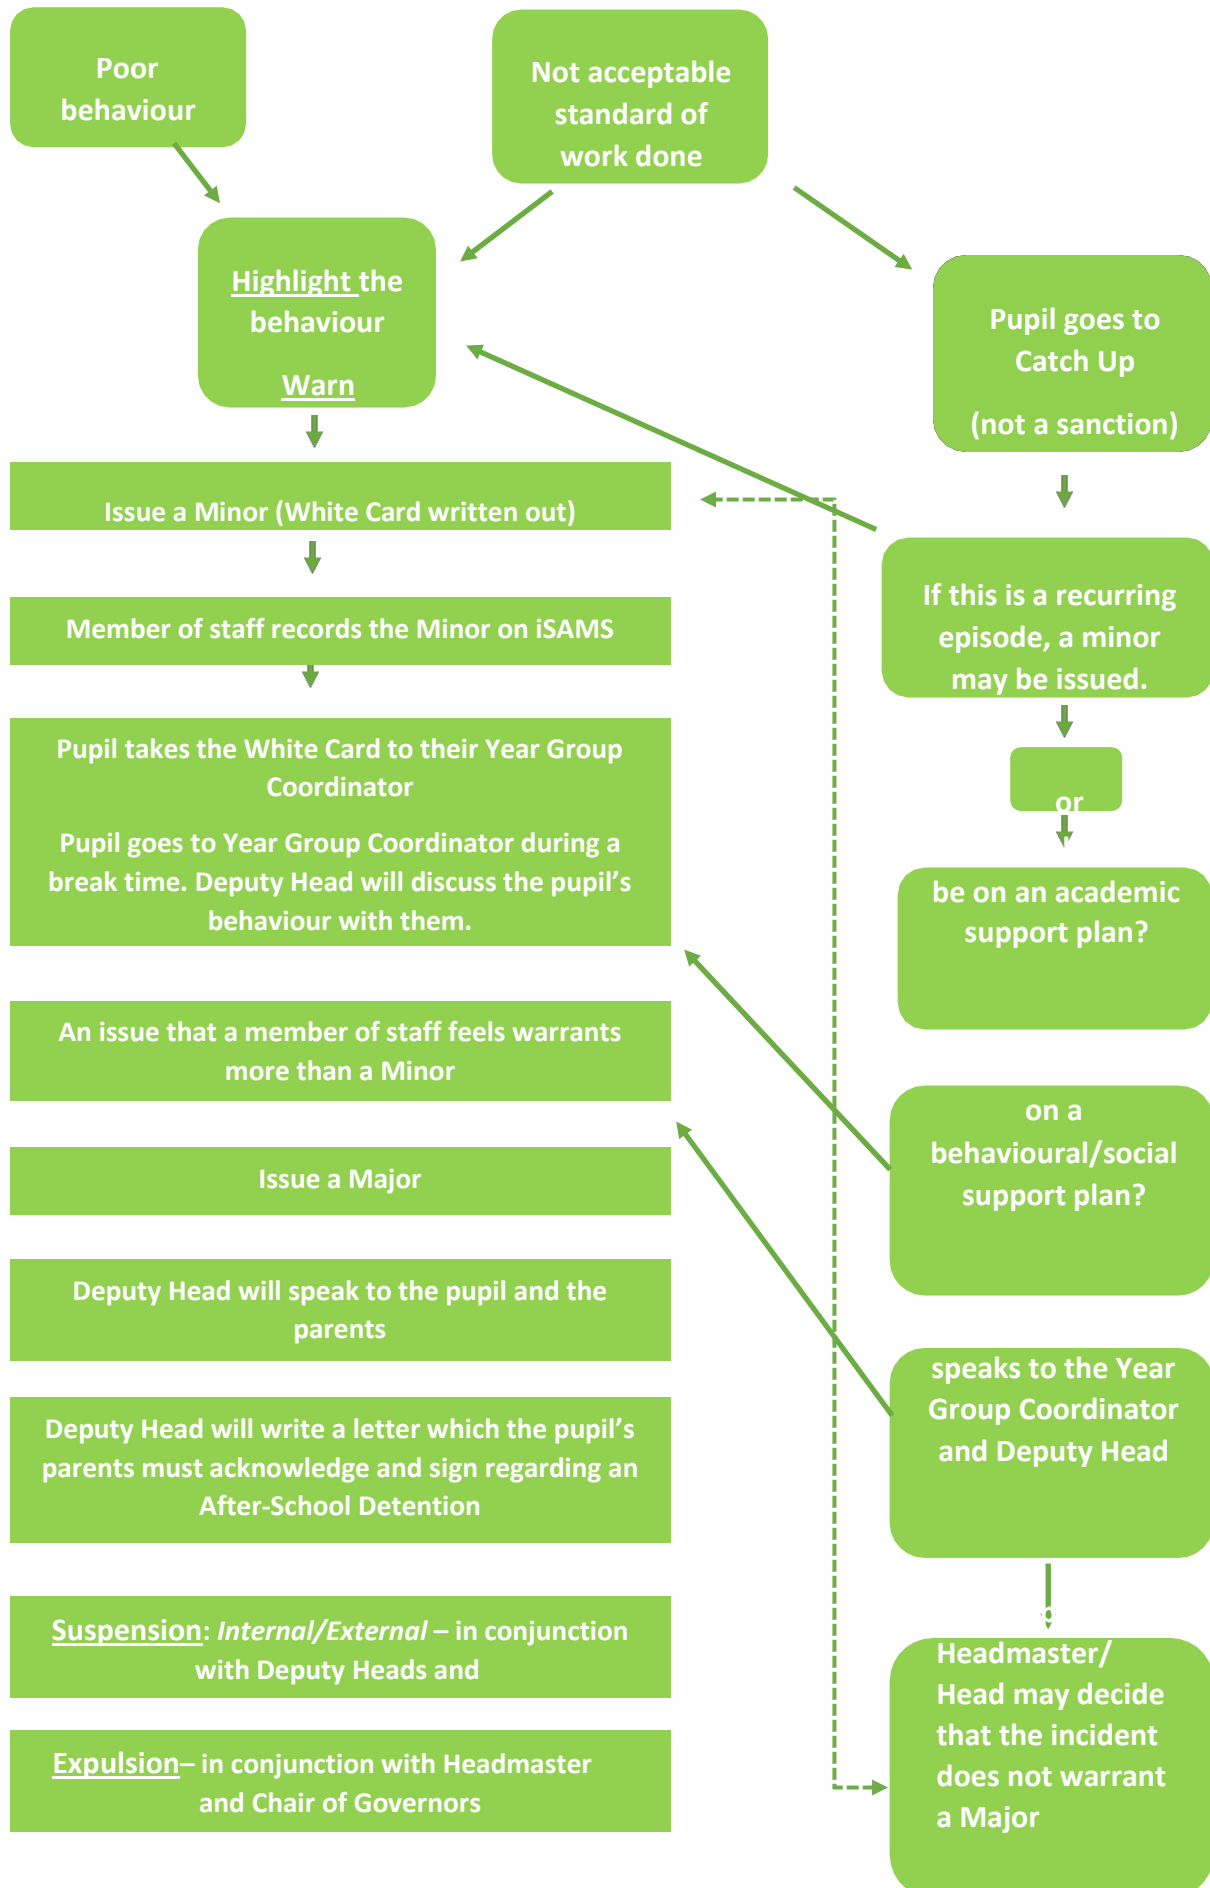 Poor
behaviour
Not acceptable
standard of
work done
Highlight the
behaviour
Warn
Pupil goes to
Catch Up
(not a sanction)
Issue a Minor (White Card written out)
If this is a recurring
episode, a minor
may be issued.
Member of staff records the Minor on iSAMS
Pupil takes the White Card to their Year Group
Coordinator
Pupil goes to Year Group Coordinator during a
break time. Deputy Head will discuss the pupil’s
behaviour with them.
or
be on an academic
support plan?
An issue that a member of staff feels warrants
more than a Minor
on a
behavioural/social
support plan?
Issue a Major
Deputy Head will speak to the pupil and the
parents
speaks to the Year
Group Coordinator
and Deputy Head
Deputy Head will write a letter which the pupil’s
parents must acknowledge and sign regarding an
After-School Detention
Suspension: Internal/External – in conjunction
with Deputy Heads and
Headmaster/
Head may decide
that the incident
does not warrant
a Major
Expulsion– in conjunction with Headmaster
and Chair of Governors